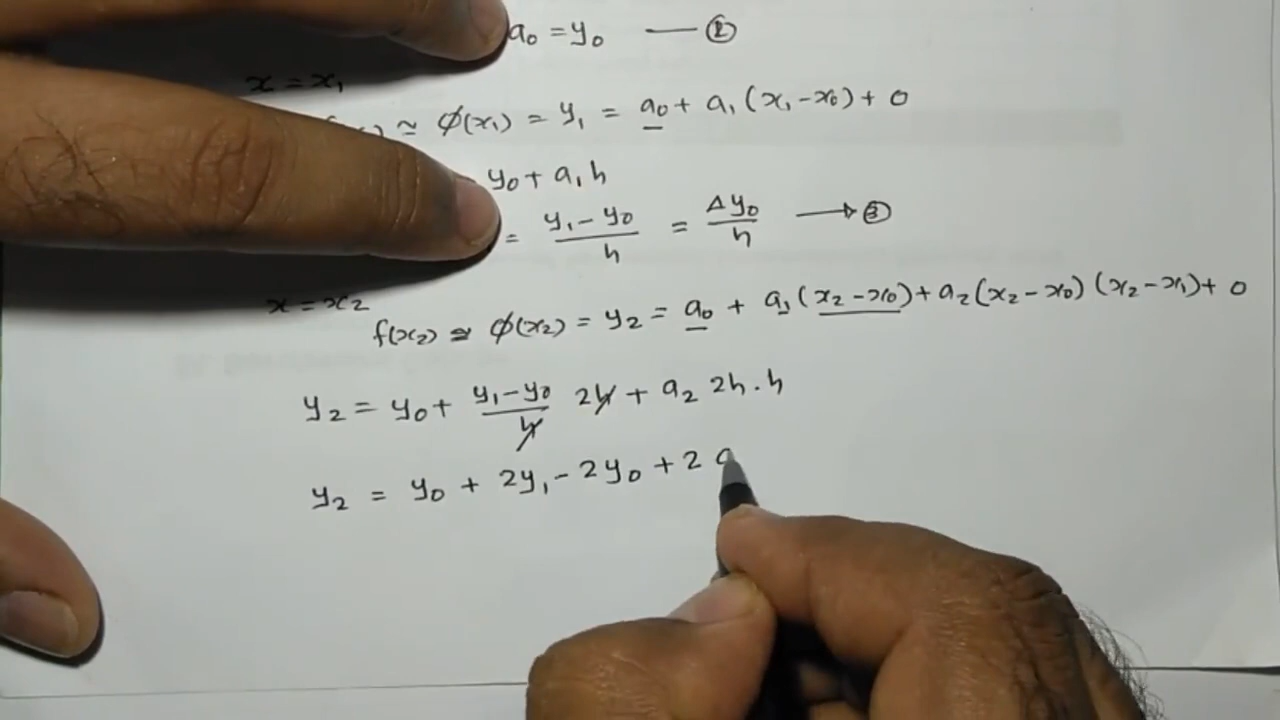 a₀ = y₀ — ②
x = x₁
≃ φ(x₁) = y₁ = a₀ + a₁ (x₁ - x₀) + 0
y₀ + a₁ h
= (y₁ - y₀)/h = Δy₀/h → ③
x = x₂
f(x₂) ≃ φ(x₂) = y₂ = a₀ + a₁ (x₂ - x₀) + a₂ (x₂ - x₀) (x₂ - x₁) + 0
y₂ = y₀ + (y₁ - y₀)/h 2h + a₂ 2h . h
y₂ = y₀ + 2y₁ - 2y₀ + 2